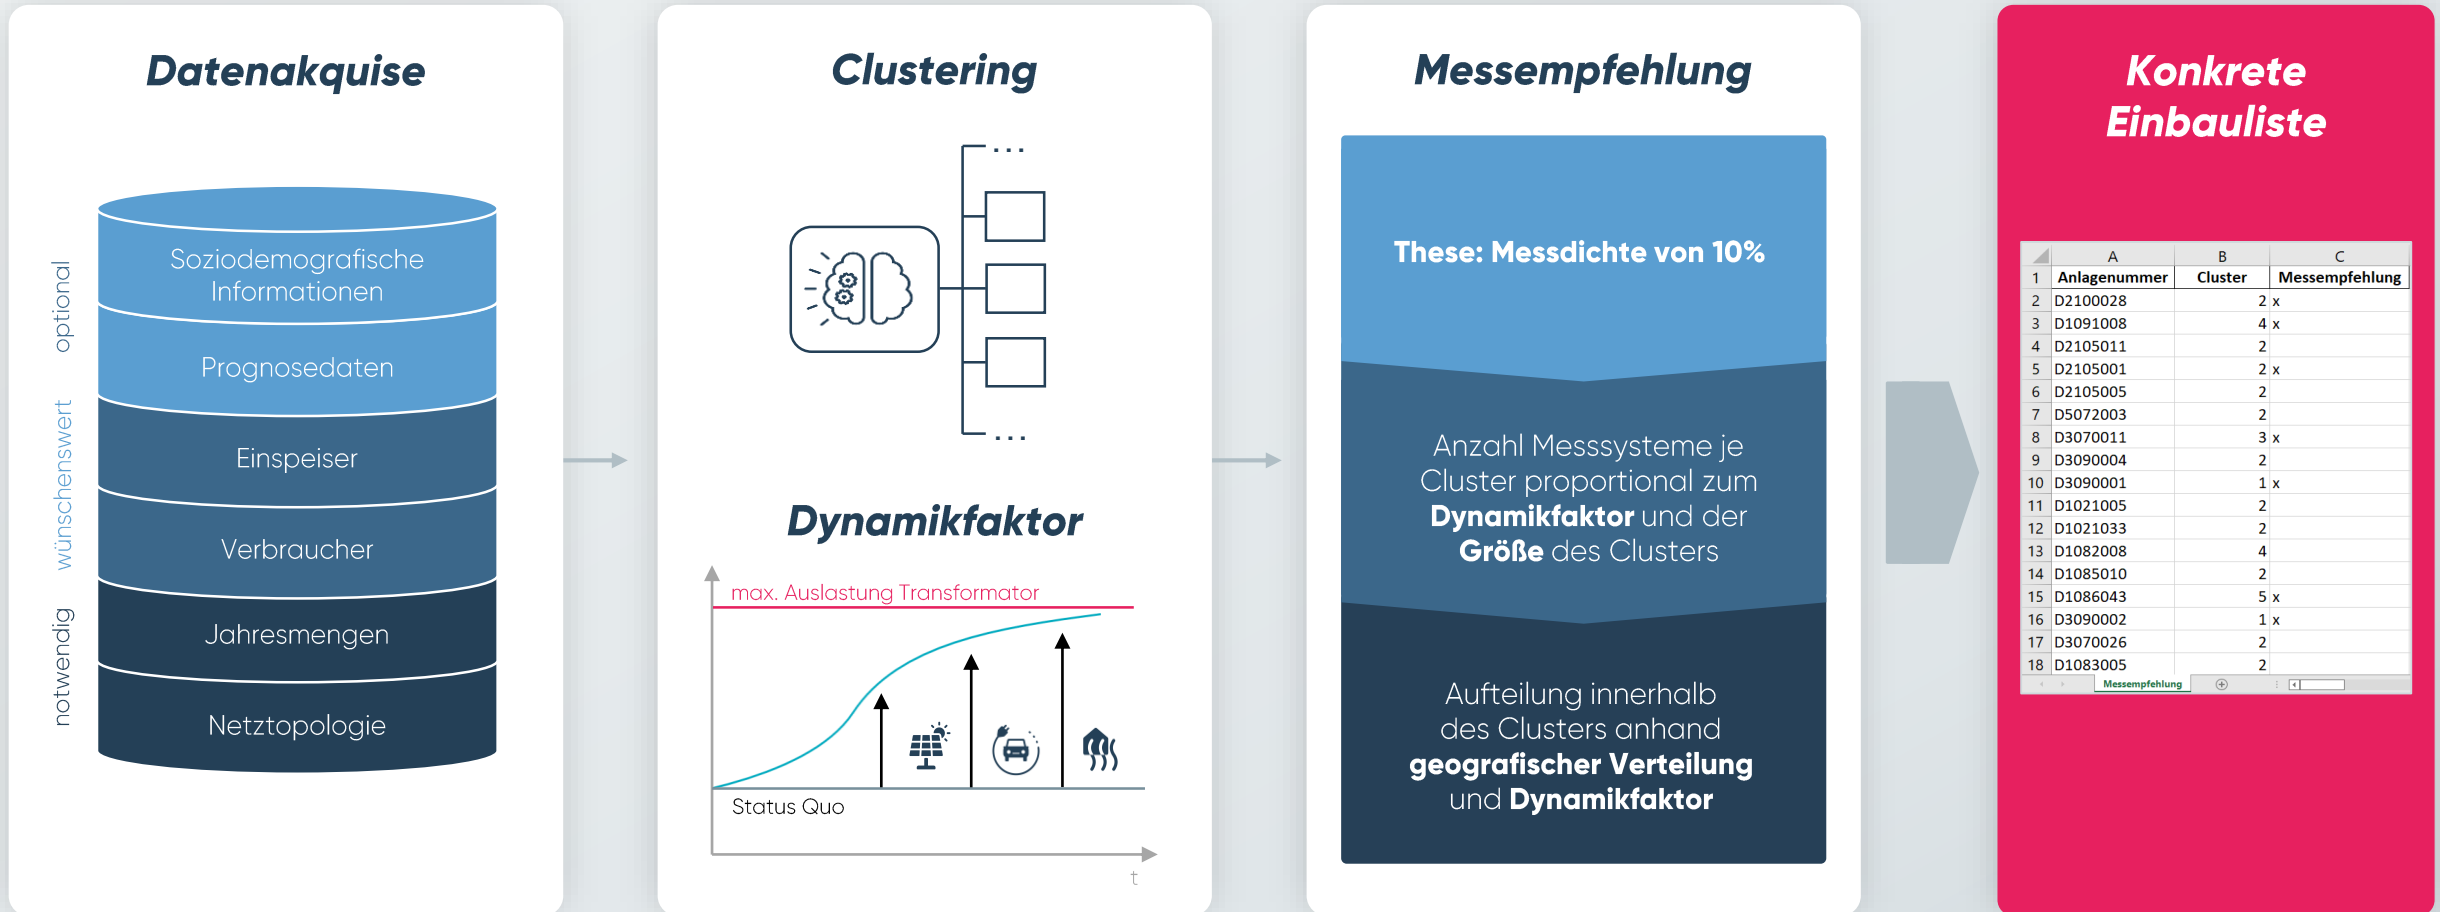 Datenakquise
optional
wünschenswert
notwendig
Soziodemografische
Informationen
Prognosedaten
Einspeiser
Verbraucher
Jahresmengen
Netztopologie
Clustering
...
...
Dynamikfaktor
max. Auslastung Transformator
Status Quo
t
Messempfehlung
These: Messdichte von 10%
Anzahl Messsysteme je
Cluster proportional zum
Dynamikfaktor und der
Größe des Clusters
Aufteilung innerhalb
des Clusters anhand
geografischer Verteilung
und Dynamikfaktor
Konkrete
Einbauliste
A B C
1 Anlagenummer Cluster Messempfehlung
2 D2100028 2 x
3 D1091008 4 x
4 D2105011 2
5 D2105001 2 x
6 D2105005 2
7 D5072003 2
8 D3070011 3 x
9 D3090004 2
10 D3090001 1 x
11 D1021005 2
12 D1021033 2
13 D1082008 4
14 D1085010 2
15 D1086043 5 x
16 D3090002 1 x
17 D3070026 2
18 D1083005 2
Messempfehlung